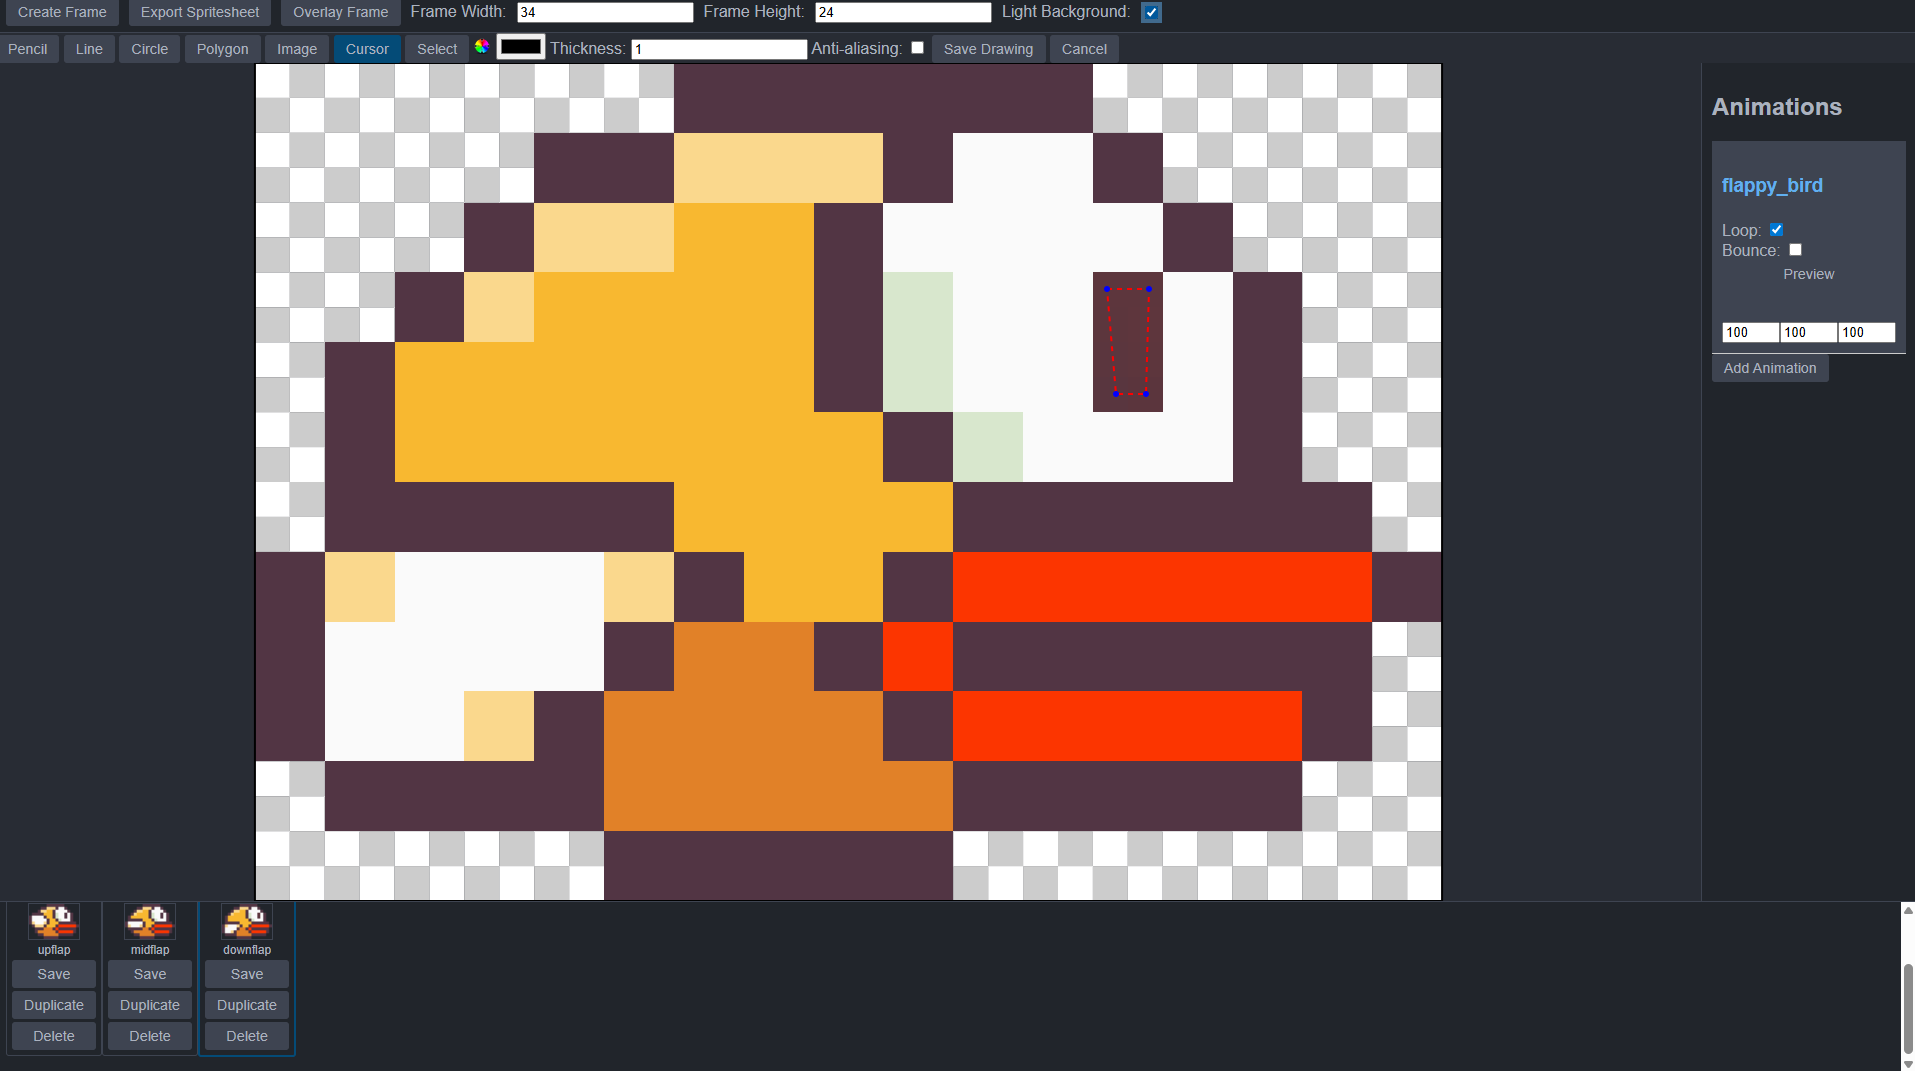 Create Frame Export Spritesheet Overlay Frame Frame Width: 34 Frame Height: 24 Light Background:
Pencil Line Circle Polygon Image Cursor Select Thickness: 1 Anti-aliasing: Save Drawing Cancel
Animations
flappy_bird
Loop:
Bounce:
Preview
100 100 100
Add Animation
upflap midflap downflap
Save Save Save
Duplicate Duplicate Duplicate
Delete Delete Delete